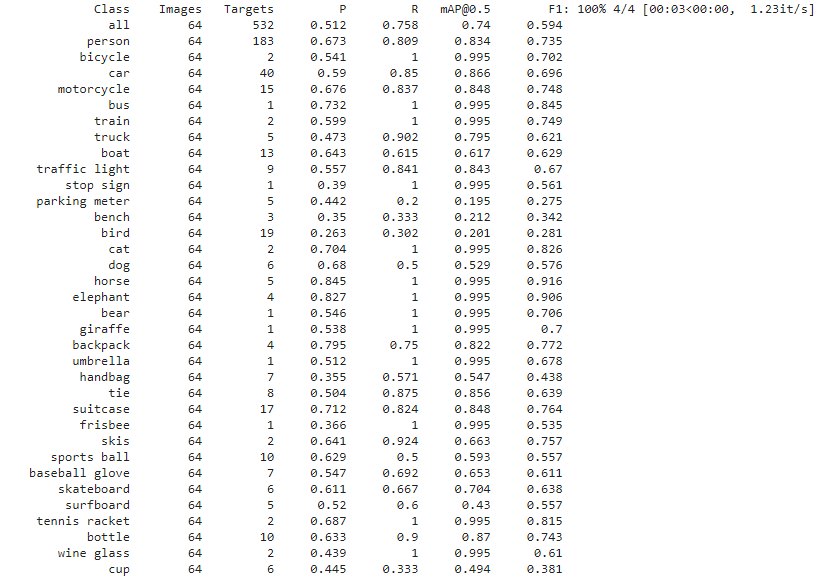 Class Images Targets P R mAP@0.5 F1: 100% 4/4 [00:03<00:00, 1.23it/s]
all 64 532 0.512 0.758 0.74 0.594
person 64 183 0.673 0.809 0.834 0.735
bicycle 64 2 0.541 1 0.995 0.702
car 64 40 0.59 0.85 0.866 0.696
motorcycle 64 15 0.676 0.837 0.848 0.748
bus 64 1 0.732 1 0.995 0.845
train 64 2 0.599 1 0.995 0.749
truck 64 5 0.473 0.902 0.795 0.621
boat 64 13 0.643 0.615 0.617 0.629
traffic light 64 9 0.557 0.841 0.843 0.67
stop sign 64 1 0.39 1 0.995 0.561
parking meter 64 5 0.442 0.2 0.195 0.275
bench 64 3 0.35 0.333 0.212 0.342
bird 64 19 0.263 0.302 0.201 0.281
cat 64 2 0.704 1 0.995 0.826
dog 64 6 0.68 0.5 0.529 0.576
horse 64 5 0.845 1 0.995 0.916
elephant 64 4 0.827 1 0.995 0.906
bear 64 1 0.546 1 0.995 0.706
giraffe 64 1 0.538 1 0.995 0.7
backpack 64 4 0.795 0.75 0.822 0.772
umbrella 64 1 0.512 1 0.995 0.678
handbag 64 7 0.355 0.571 0.547 0.438
tie 64 8 0.504 0.875 0.856 0.639
suitcase 64 17 0.712 0.824 0.848 0.764
frisbee 64 1 0.366 1 0.995 0.535
skis 64 2 0.641 0.924 0.663 0.757
sports ball 64 10 0.629 0.5 0.593 0.557
baseball glove 64 7 0.547 0.692 0.653 0.611
skateboard 64 6 0.611 0.667 0.704 0.638
surfboard 64 5 0.52 0.6 0.43 0.557
tennis racket 64 2 0.687 1 0.995 0.815
bottle 64 10 0.633 0.9 0.87 0.743
wine glass 64 2 0.439 1 0.995 0.61
cup 64 6 0.445 0.333 0.494 0.381